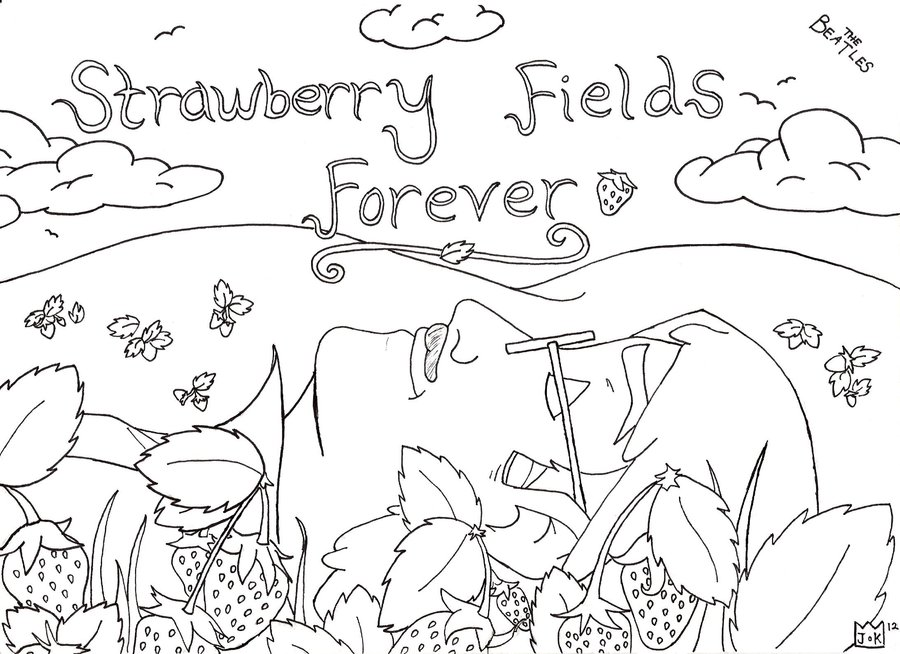 THE
BEATLES
Strawberry Fields
Forever
J♦K 12